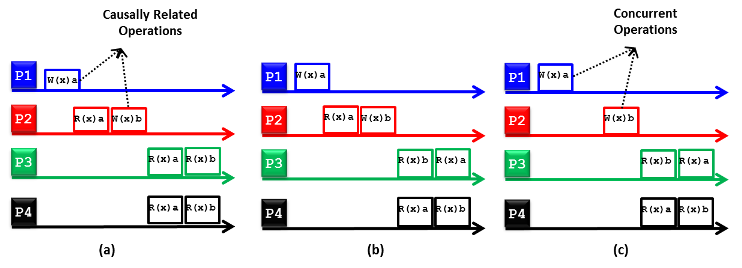 Causally Related
Operations
Concurrent
Operations
P1 W(x)a
P2 R(x)a W(x)b
P3 R(x)a R(x)b
P4 R(x)a R(x)b
(a)
P1 W(x)a
P2 R(x)a W(x)b
P3 R(x)b R(x)a
P4 R(x)a R(x)b
(b)
P1 W(x)a
P2 W(x)b
P3 R(x)b R(x)a
P4 R(x)a R(x)b
(c)